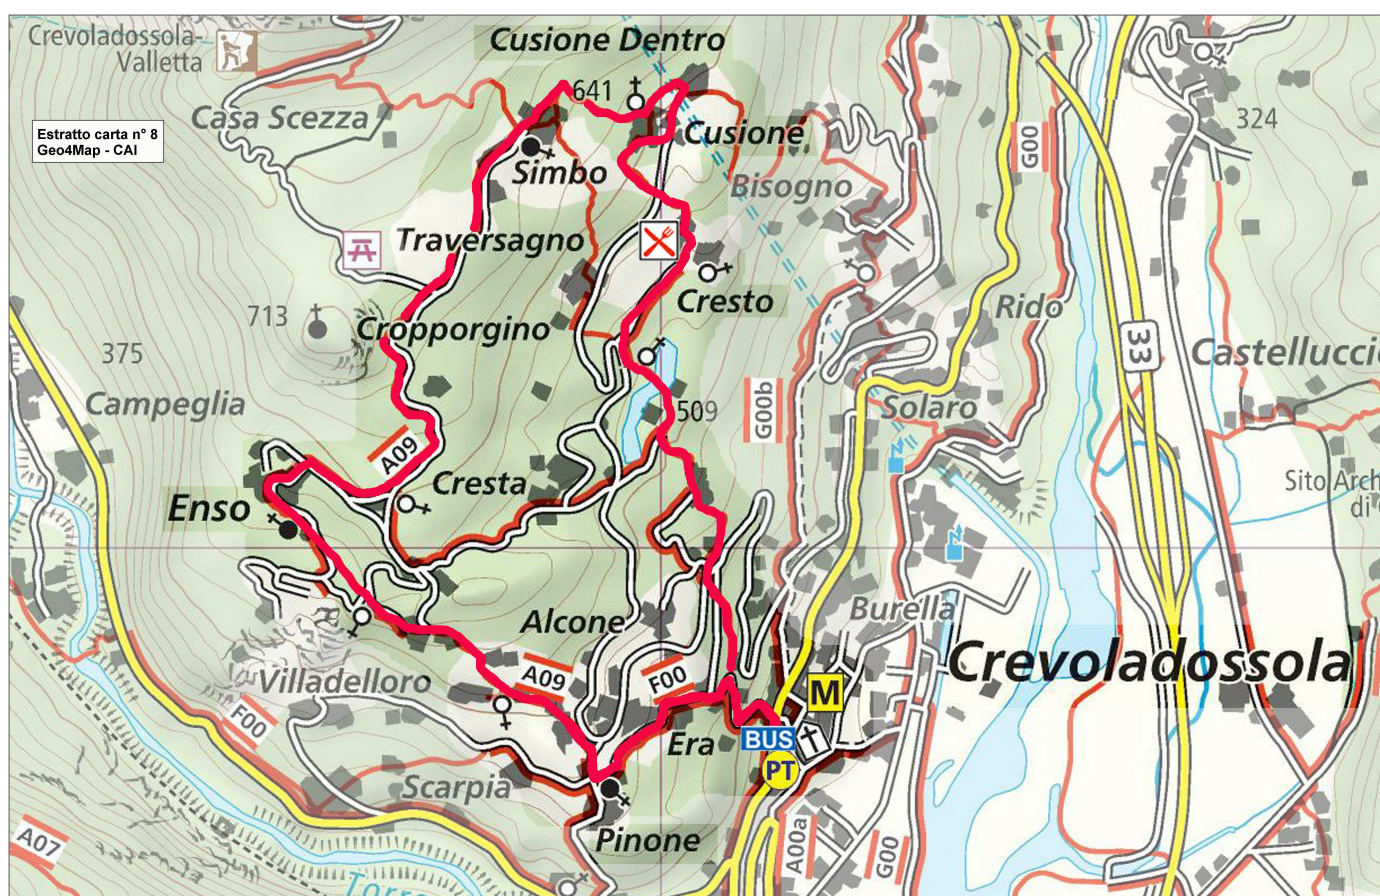 Crevoladossola-
Valletta
Cusione Dentro
641
Casa Scezza
Estratto carta n° 8
Geo4Map - CAI
Simbo
Cusione
Bisogno
G00
324
Traversagno
Cresto
713
Cropporgino
Rido
33
375
Castelluccio
Campeglia
G00b
509
Solaro
A09
Cresta
Enso
Sito Arch
di
Alcone
Burella
Crevoladossola
Villadelloro
A09
F00
M
F00
Era
BUS
PT
Scarpia
Pinone
A00a
G00
A07
Torre